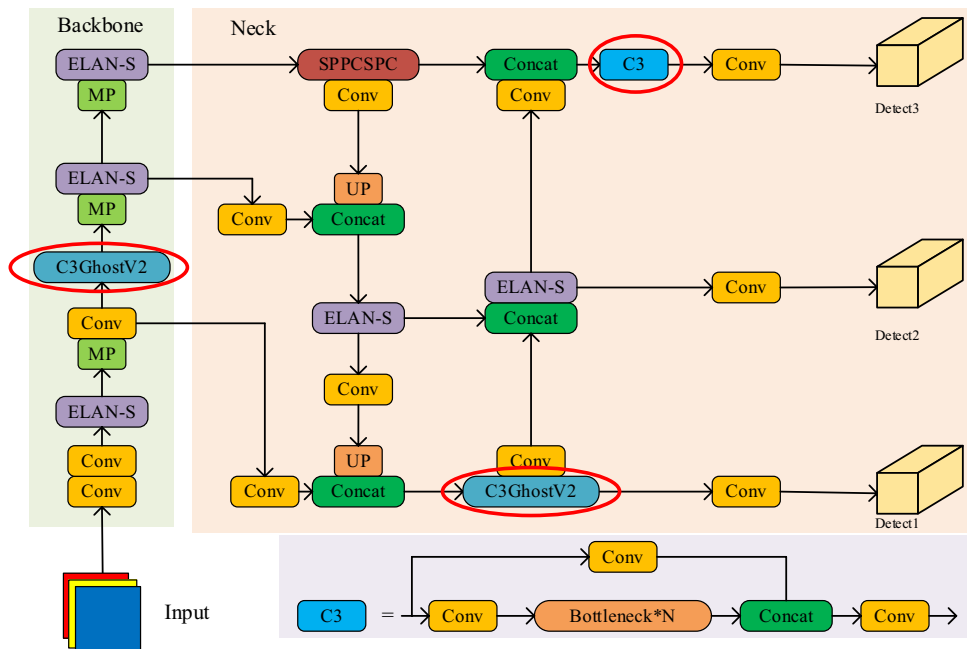 Backbone
Neck
ELAN-S
SPPCSPC
Concat
C3
Conv
MP
Conv
Conv
Detect3
ELAN-S
UP
MP
Conv
Concat
C3GhostV2
ELAN-S
Conv
Conv
ELAN-S
Concat
MP
Detect2
Conv
ELAN-S
Conv
UP
Conv
Conv
Conv
Concat
C3GhostV2
Conv
Detect1
Conv
Input
C3
=
Conv
Bottleneck*N
Concat
Conv